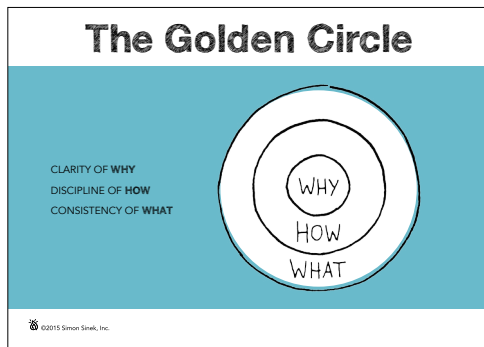 The Golden Circle
CLARITY OF WHY
DISCIPLINE OF HOW
CONSISTENCY OF WHAT
WHY
HOW
WHAT
©2015 Simon Sinek, Inc.